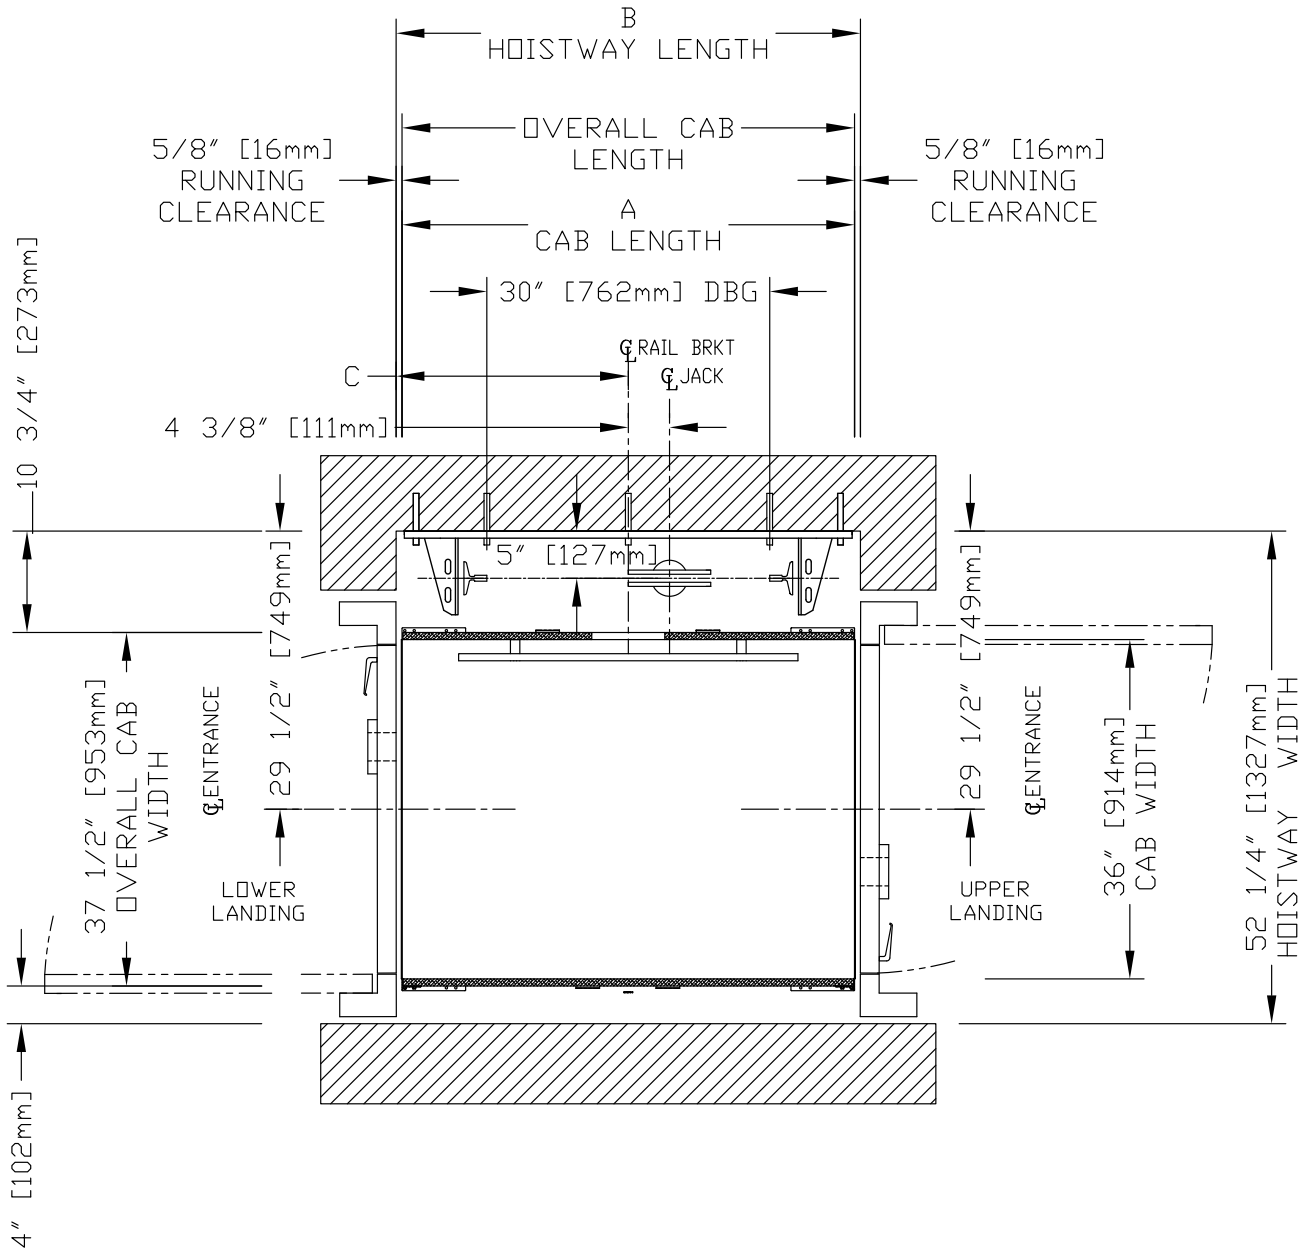 B
HOISTWAY LENGTH
OVERALL CAB
LENGTH
5/8" [16mm]
RUNNING
CLEARANCE
5/8" [16mm]
RUNNING
CLEARANCE
A
CAB LENGTH
30" [762mm] DBG
℄ RAIL BRKT
℄ JACK
C
4 3/8" [111mm]
10 3/4" [273mm]
5" [127mm]
29 1/2" [749mm]
29 1/2" [749mm]
37 1/2" [953mm]
OVERALL CAB
WIDTH
℄ ENTRANCE
℄ ENTRANCE
36" [914mm]
CAB WIDTH
52 1/4" [1327mm]
HOISTWAY WIDTH
LOWER
LANDING
UPPER
LANDING
4" [102mm]